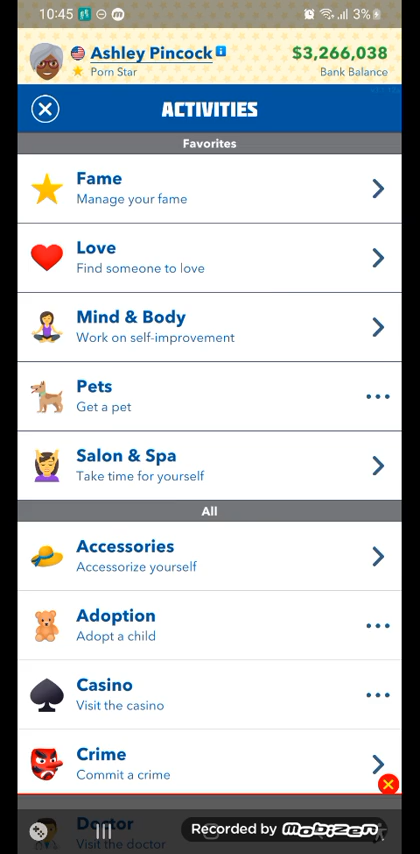 10:45
3%
Ashley Pincock
$3,266,038
Porn Star
Bank Balance
ACTIVITIES
Favorites
Fame
Manage your fame
Love
Find someone to love
Mind & Body
Work on self-improvement
Pets
Get a pet
Salon & Spa
Take time for yourself
All
Accessories
Accessorize yourself
Adoption
Adopt a child
Casino
Visit the casino
Crime
Commit a crime
Doctor
Visit the doctor
Recorded by Mobizen